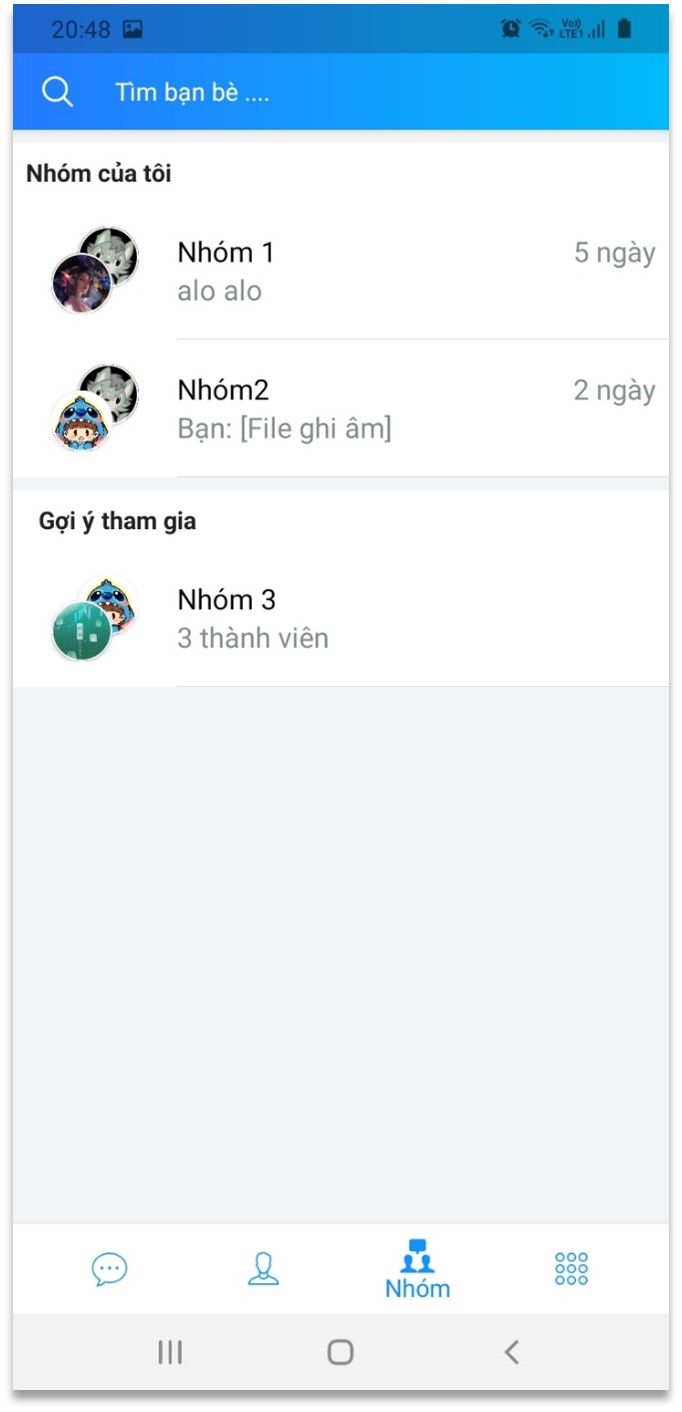 20:48
Vo))
LTE1
Tìm bạn bè ....
Nhóm của tôi
Nhóm 1
5 ngày
alo alo
Nhóm2
2 ngày
Bạn: [File ghi âm]
Gợi ý tham gia
Nhóm 3
3 thành viên
Nhóm